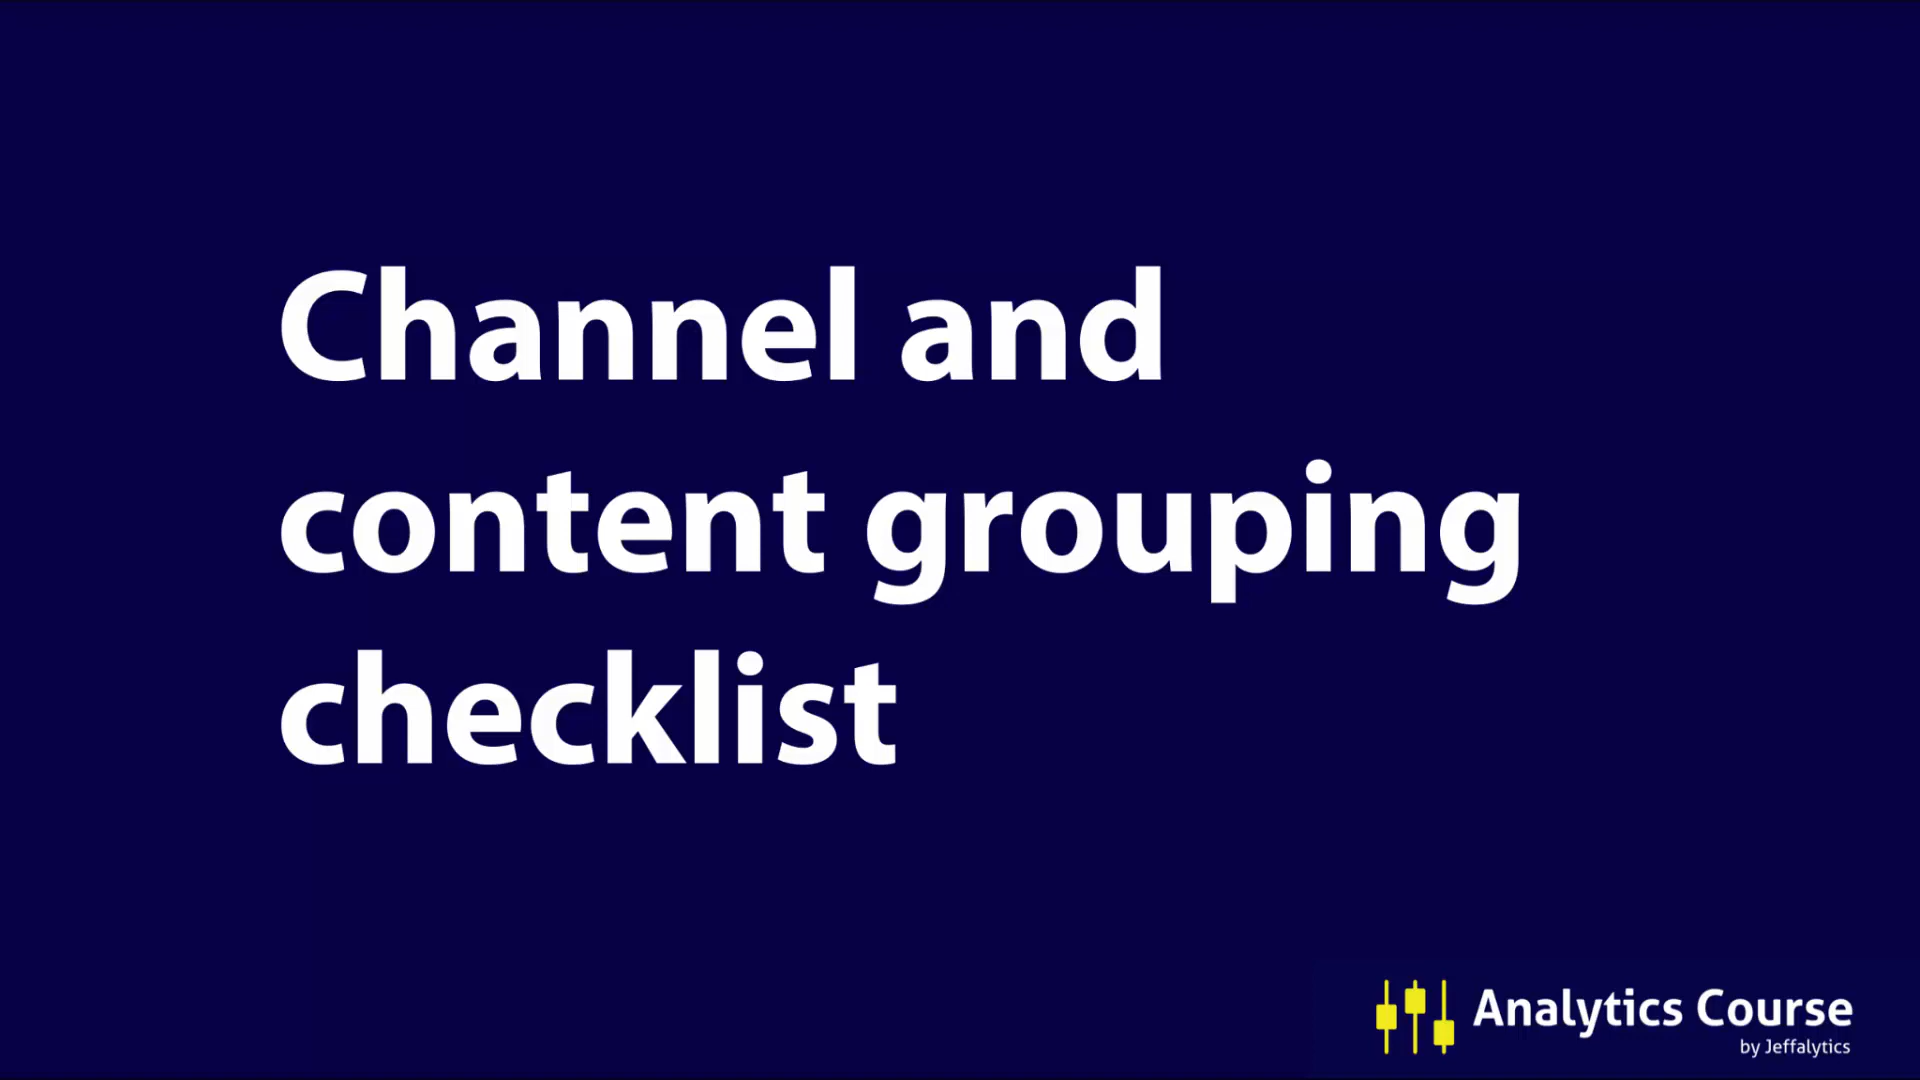 Channel and
content grouping
checklist
Analytics Course
by Jeffalytics